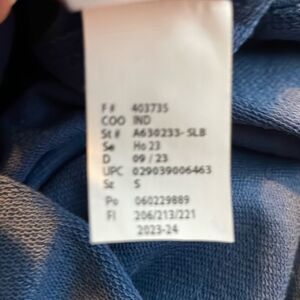 F # 403735
COO IND
St # A630233-SLB
Se Ho 23
D 09 / 23
UPC 029039006463
Sz S
Po 060229889
Fl 206/213/221
2023-24